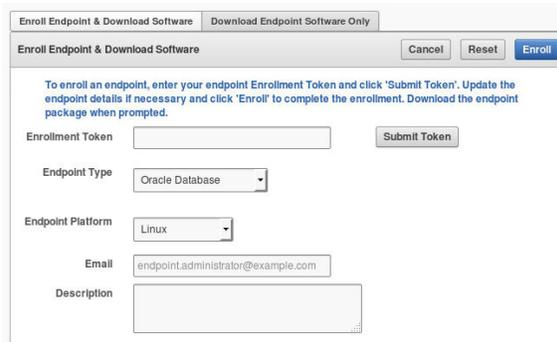 Enroll Endpoint & Download Software Download Endpoint Software Only
Enroll Endpoint & Download Software Cancel Reset Enroll
To enroll an endpoint, enter your endpoint Enrollment Token and click 'Submit Token'. Update the
endpoint details if necessary and click 'Enroll' to complete the enrollment. Download the endpoint
package when prompted.
Enrollment Token Submit Token
Endpoint Type Oracle Database
Endpoint Platform Linux
Email endpoint.administrator@example.com
Description